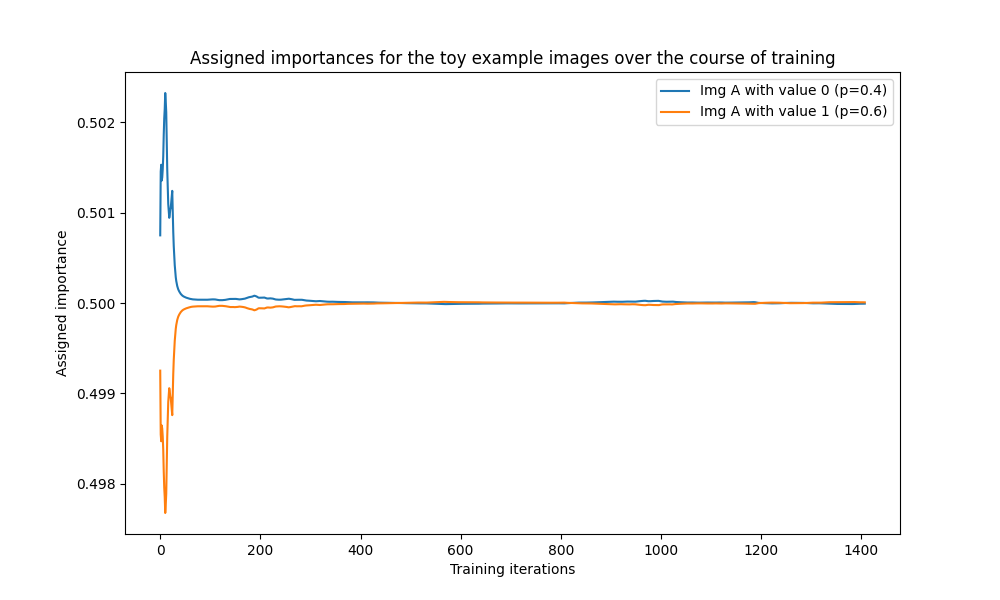 Assigned importances for the toy example images over the course of training
Img A with value 0 (p=0.4)
Img A with value 1 (p=0.6)
Assigned importance
0.502
0.501
0.500
0.499
0.498
0
200
400
600
800
1000
1200
1400
Training iterations